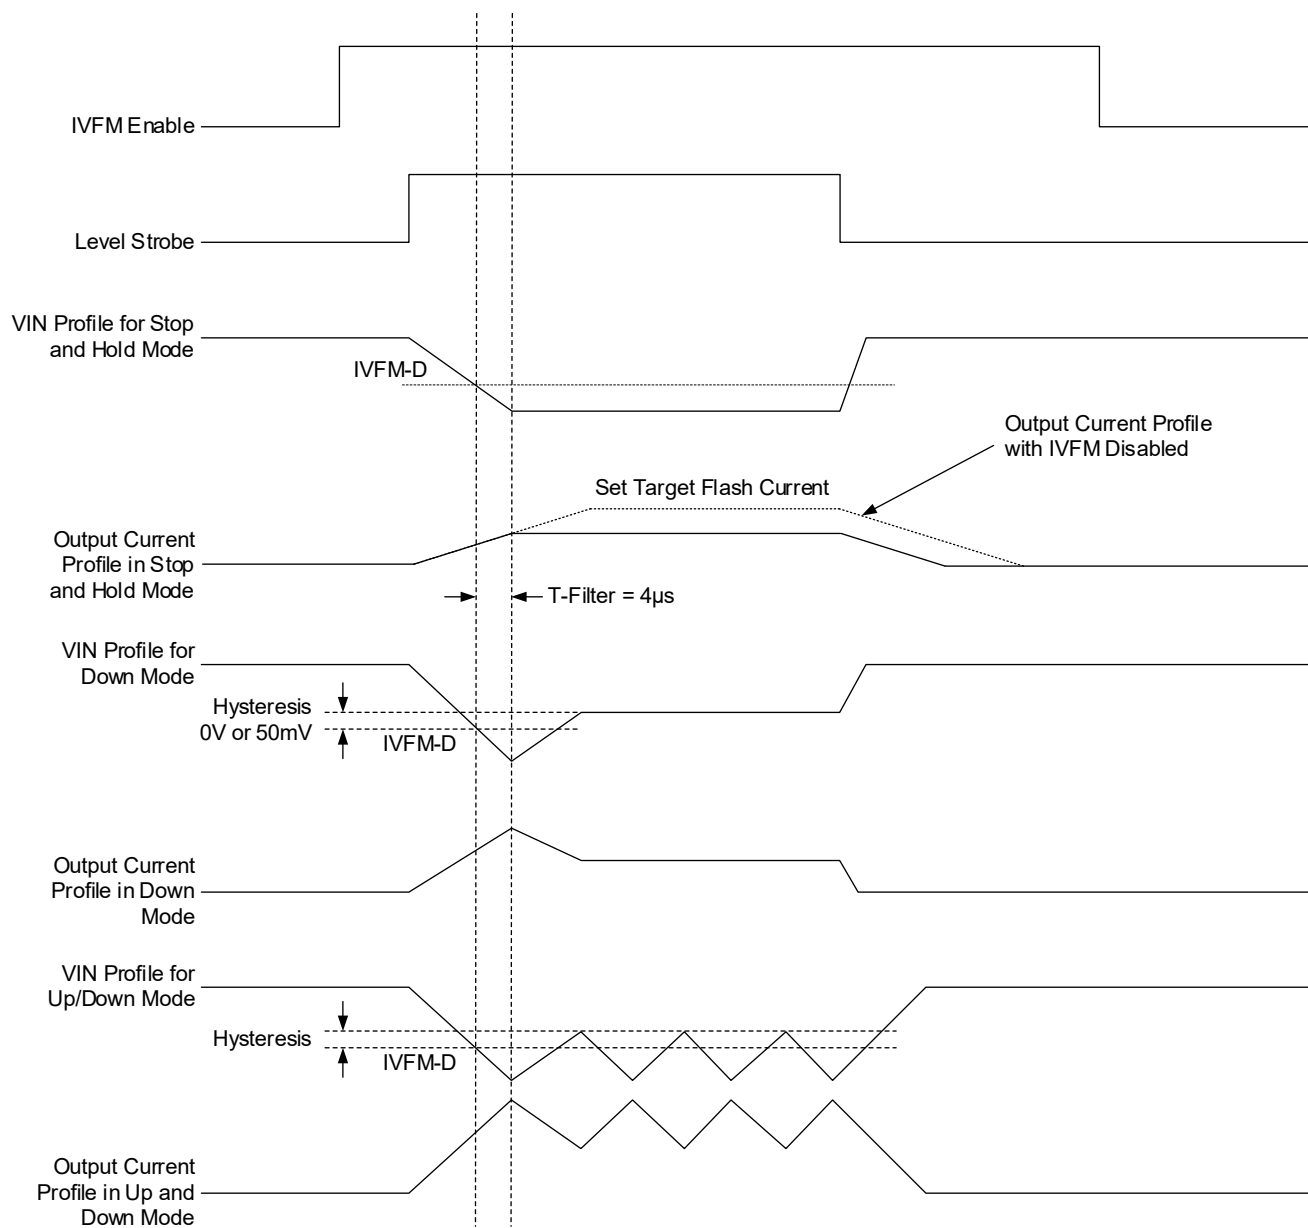 IVFM Enable
Level Strobe
VIN Profile for Stop
and Hold Mode
IVFM-D
Output Current Profile
with IVFM Disabled
Set Target Flash Current
Output Current
Profile in Stop
and Hold Mode
T-Filter = 4µs
VIN Profile for
Down Mode
Hysteresis
0V or 50mV
IVFM-D
Output Current
Profile in Down
Mode
VIN Profile for
Up/Down Mode
Hysteresis
IVFM-D
Output Current
Profile in Up and
Down Mode